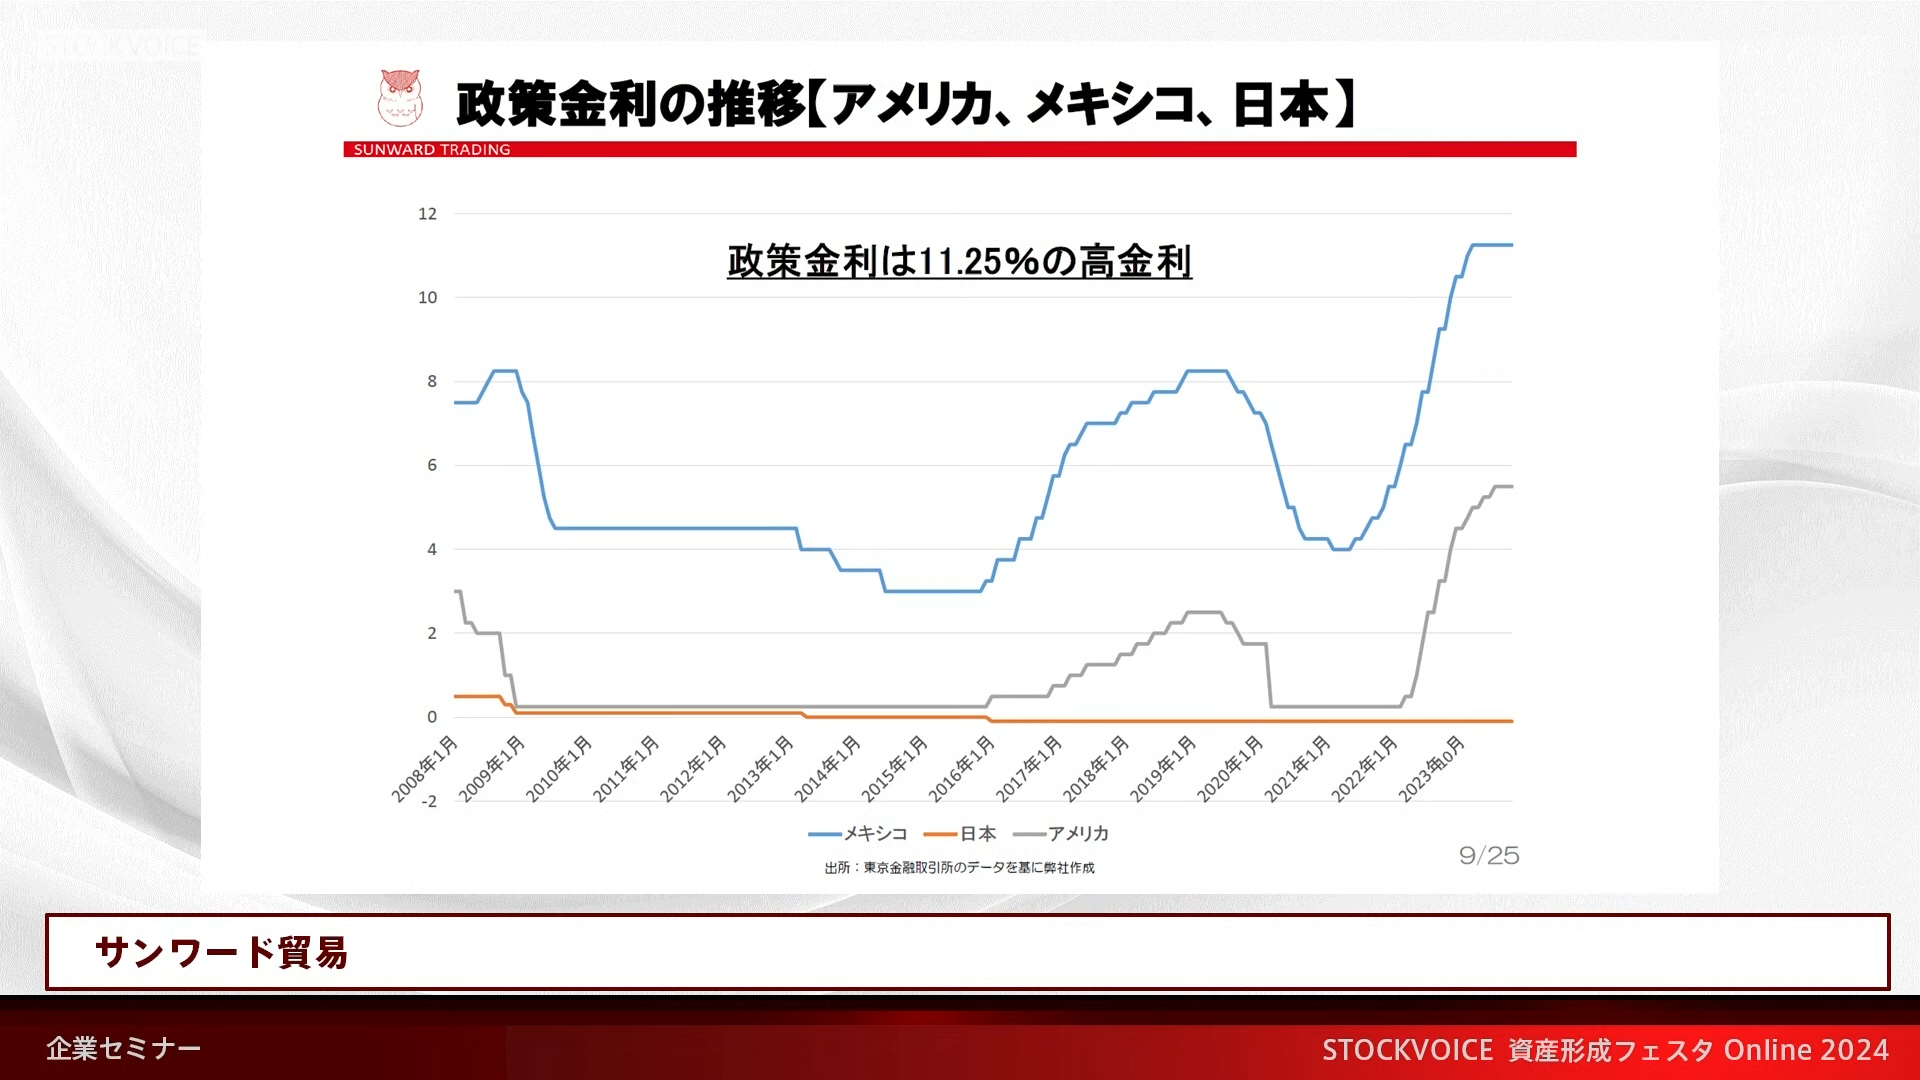 STOCKVOICE
政策金利の推移【アメリカ、メキシコ、日本】
SUNWARD TRADING
政策金利は11.25%の高金利
12
10
8
6
4
2
0
-2
2008年1月
2009年1月
2010年1月
2011年1月
2012年1月
2013年1月
2014年1月
2015年1月
2016年1月
2017年1月
2018年1月
2019年1月
2020年1月
2021年1月
2022年1月
2023年10月
メキシコ 日本 アメリカ
出所：東京金融取引所のデータを基に弊社作成
9/25
サンワード貿易
企業セミナー
STOCKVOICE 資産形成フェスタ Online 2024